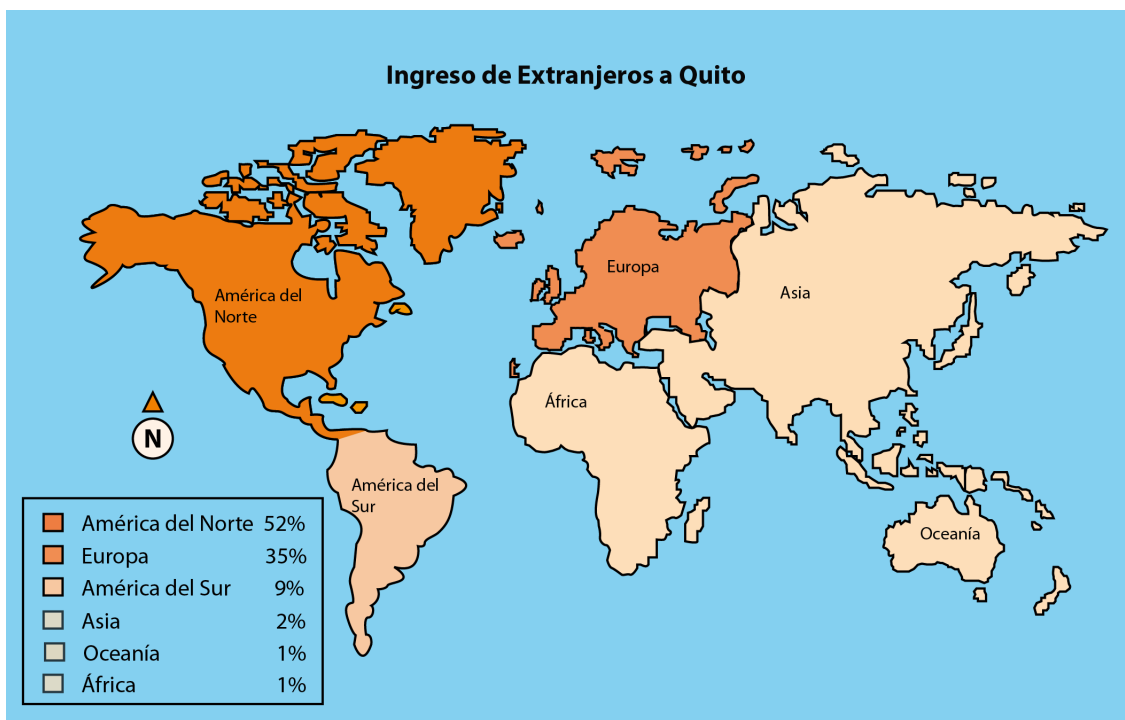 Ingreso de Extranjeros a Quito
América del
Norte
Europa
Asia
África
América del
Sur
Oceanía
N
América del Norte 52%
Europa 35%
América del Sur 9%
Asia 2%
Oceanía 1%
África 1%